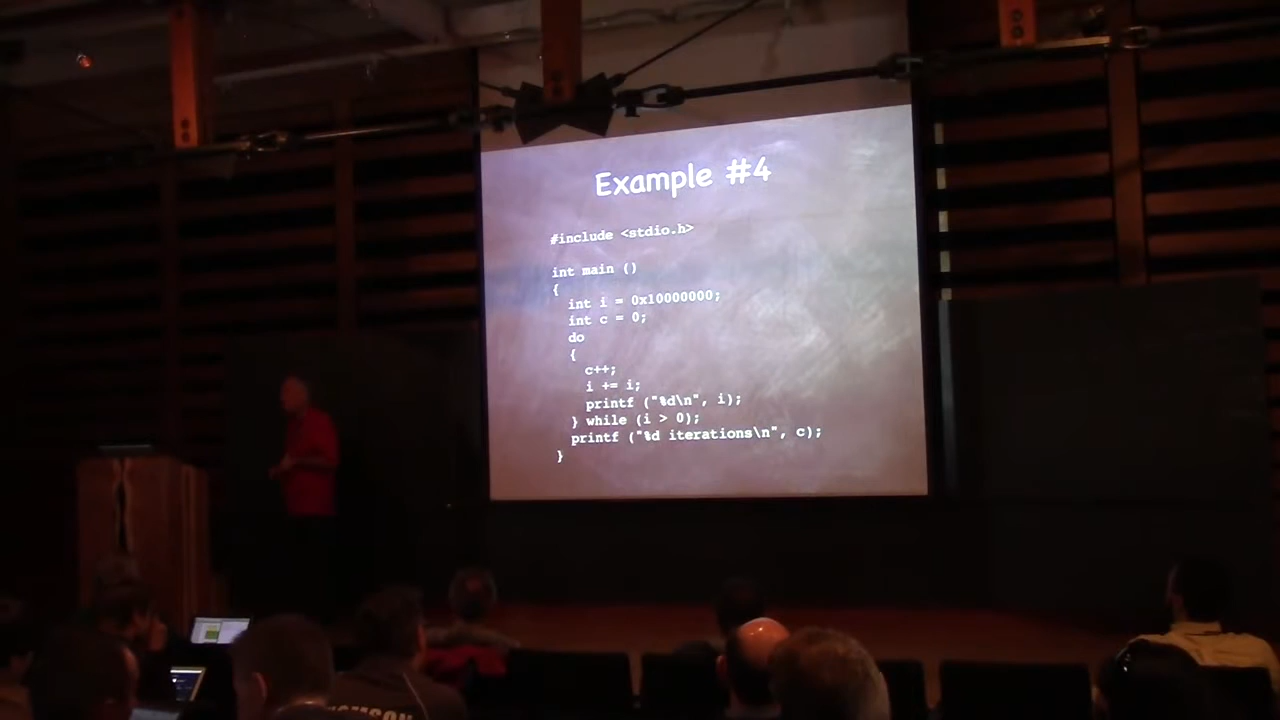 Example #4
#include <stdio.h>
int main ()
{
int i = 0x10000000;
int c = 0;
do
{
c++;
i += i;
printf ("%d\n", i);
} while (i > 0);
printf ("%d iterations\n", c);
}